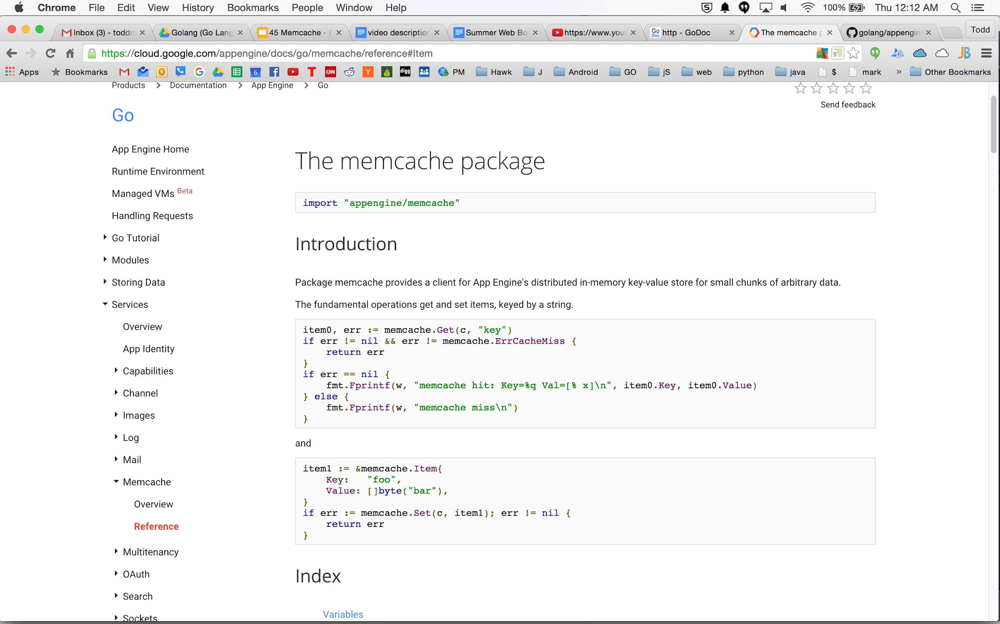 Chrome File Edit View History Bookmarks People Window Help 100% Thu 12:12 AM
Inbox (3) - toddm Golang (Go Lang 45 Memcache - video description Summer Web Bo https://www.you http - GoDoc The memcache p golang/appengin Todd
https://cloud.google.com/appengine/docs/go/memcache/reference#Item
Apps Bookmarks PM Hawk J Android GO jS web python java $ mark » Other Bookmarks
Products > Documentation > App Engine > Go
Send feedback
Go
App Engine Home
Runtime Environment
Managed VMs Beta
Handling Requests
Go Tutorial
Modules
Storing Data
Services
Overview
App Identity
Capabilities
Channel
Images
Log
Mail
Memcache
Overview
Reference
Multitenancy
OAuth
Search
Sockets
The memcache package
import "appengine/memcache"
Introduction
Package memcache provides a client for App Engine's distributed in-memory key-value store for small chunks of arbitrary data.
The fundamental operations get and set items, keyed by a string.
item0, err := memcache.Get(c, "key")
if err != nil && err != memcache.ErrCacheMiss {
    return err
}
if err == nil {
    fmt.Fprintf(w, "memcache hit: Key=%q Val=[% x]\n", item0.Key, item0.Value)
} else {
    fmt.Fprintf(w, "memcache miss\n")
}
and
item1 := &memcache.Item{
    Key:   "foo",
    Value: []byte("bar"),
}
if err := memcache.Set(c, item1); err != nil {
    return err
}
Index
Variables